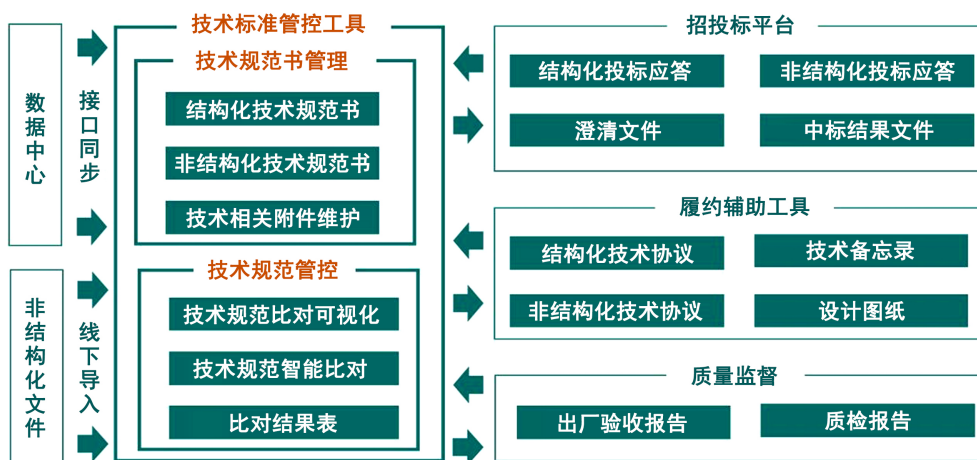 数据中心
接口同步
非结构化文件
线下导入
技术标准管控工具
技术规范书管理
结构化技术规范书
非结构化技术规范书
技术相关附件维护
技术规范管控
技术规范比对可视化
技术规范智能比对
比对结果表
招投标平台
结构化投标应答
非结构化投标应答
澄清文件
中标结果文件
履约辅助工具
结构化技术协议
技术备忘录
非结构化技术协议
设计图纸
质量监督
出厂验收报告
质检报告